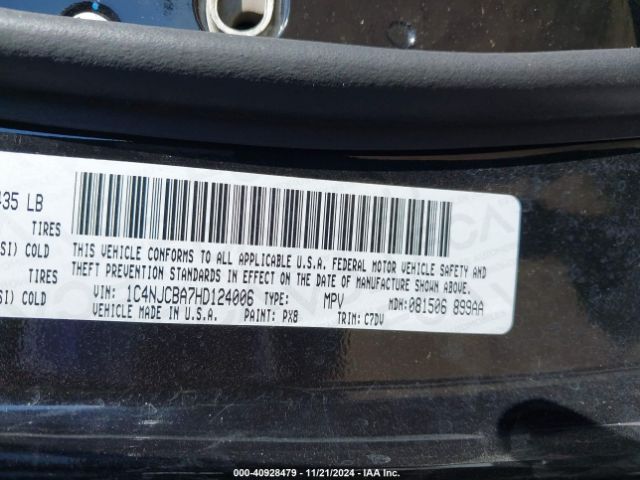 435 LB
TIRES
SI) COLD
TIRES
SI) COLD
THIS VEHICLE CONFORMS TO ALL APPLICABLE U.S.A. FEDERAL MOTOR VEHICLE SAFETY AND
THEFT PREVENTION STANDARDS IN EFFECT ON THE DATE OF MANUFACTURE SHOWN ABOVE.
VIN: 1C4NJCBA7HD124006 TYPE: MPV MDH: 081506 899AA
VEHICLE MADE IN U.S.A. PAINT: PX8 TRIM: C7DV
000-40928479 - 11/21/2024 - IAA Inc.